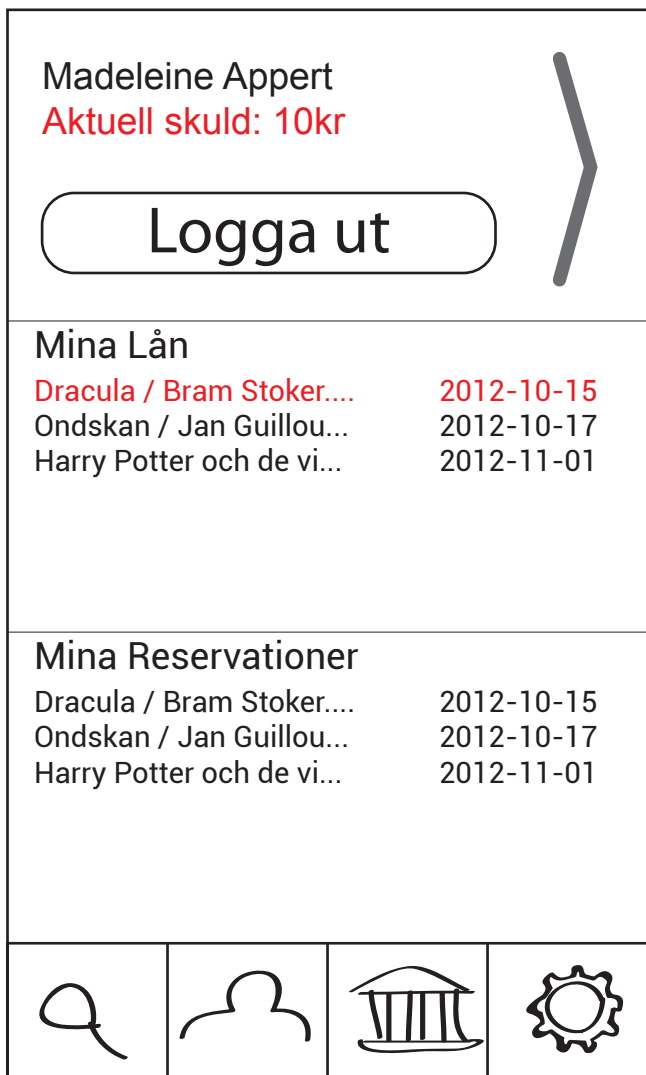 Madeleine Appert
Aktuell skuld: 10kr
Logga ut
Mina Lån
Dracula / Bram Stoker.... 2012-10-15
Ondskan / Jan Guillou... 2012-10-17
Harry Potter och de vi... 2012-11-01
Mina Reservationer
Dracula / Bram Stoker.... 2012-10-15
Ondskan / Jan Guillou... 2012-10-17
Harry Potter och de vi... 2012-11-01